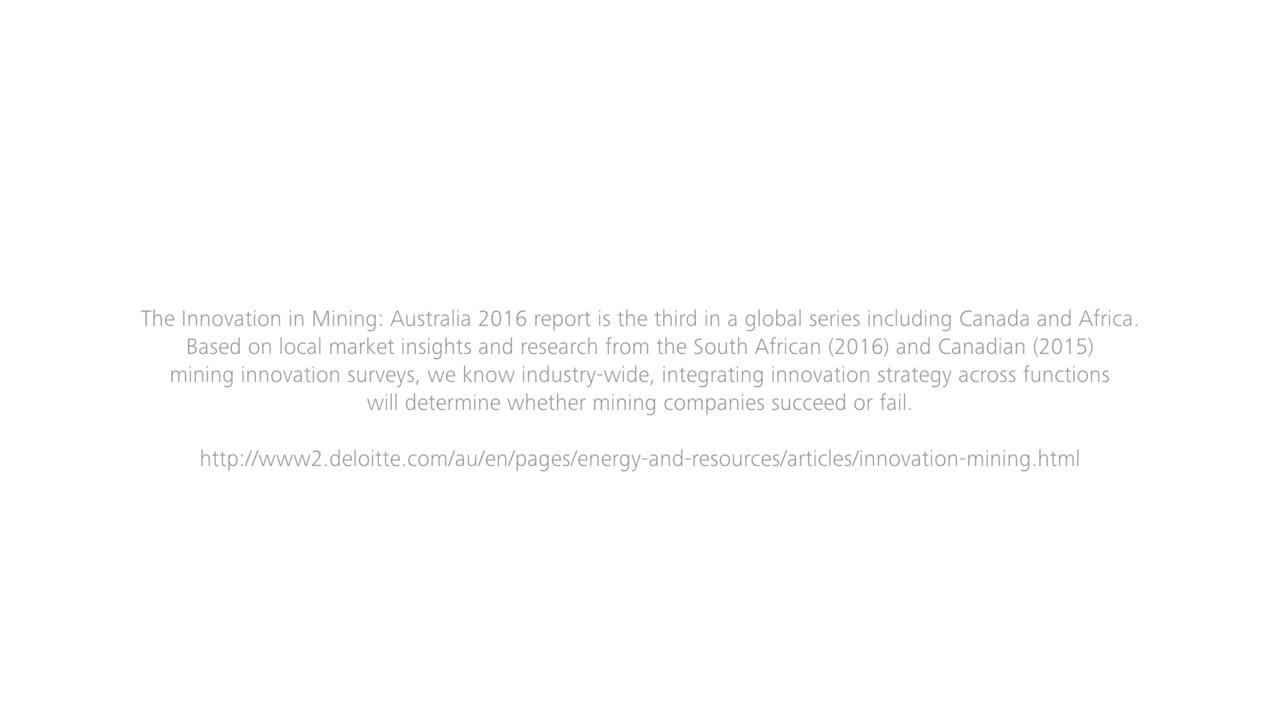 The Innovation in Mining: Australia 2016 report is the third in a global series including Canada and Africa.
Based on local market insights and research from the South African (2016) and Canadian (2015)
mining innovation surveys, we know industry-wide, integrating innovation strategy across functions
will determine whether mining companies succeed or fail.
http://www2.deloitte.com/au/en/pages/energy-and-resources/articles/innovation-mining.html